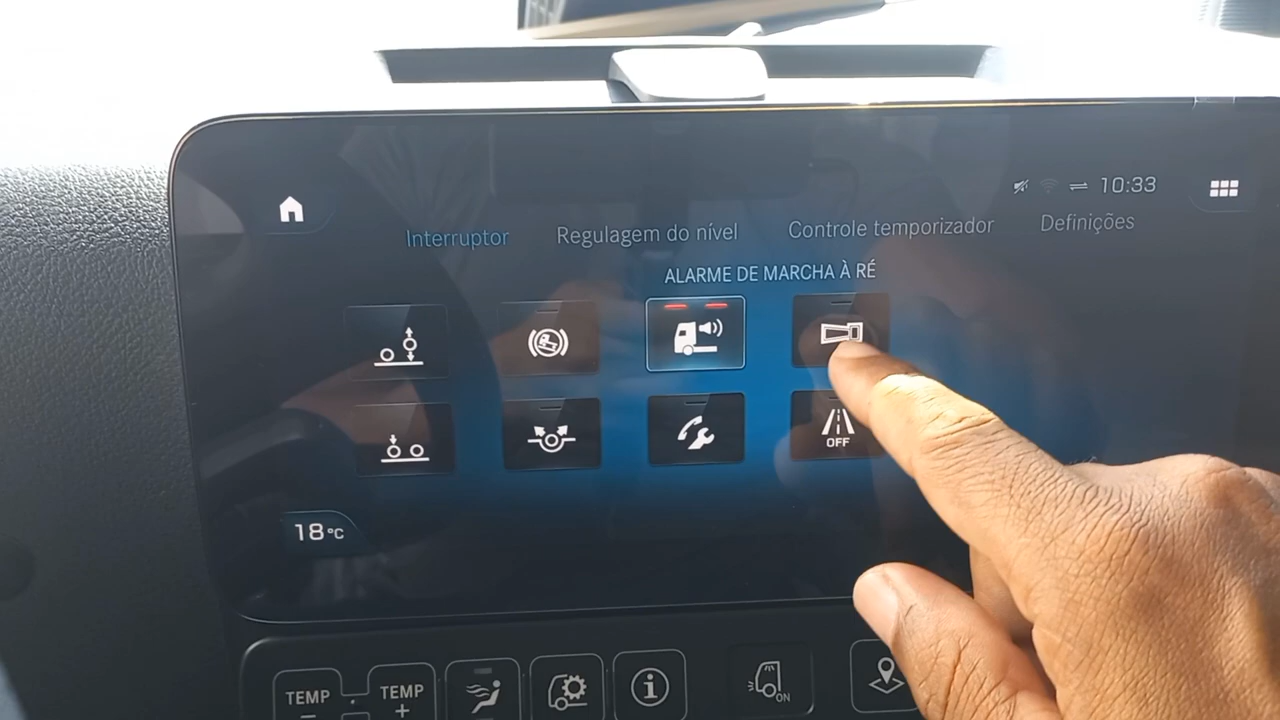 10:33
Interruptor
Regulagem do nível
Controle temporizador
Definições
ALARME DE MARCHA À RÉ
OFF
18°C
TEMP
–
TEMP
+
ON